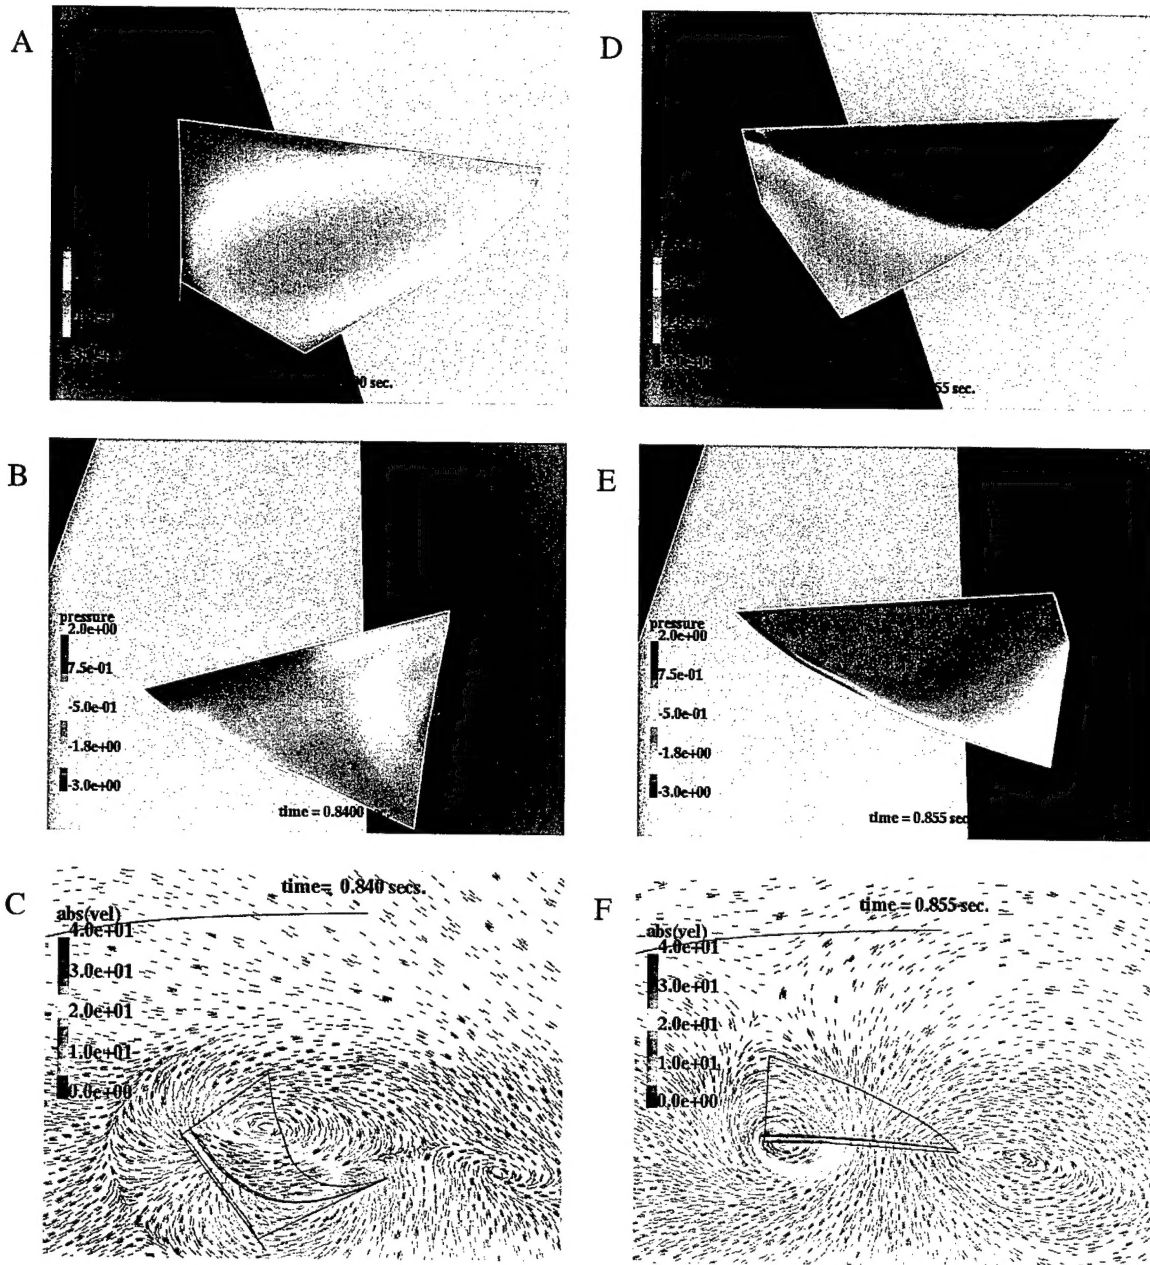 A
00 sec.
D
55 sec.
B
pressure
2.0e+00
7.5e-01
-5.0e-01
-1.8e+00
-3.0e+00
time = 0.8400
E
pressure
2.0e+00
7.5e-01
-5.0e-01
-1.8e+00
-3.0e+00
time = 0.855 sec
C
time= 0.840 secs.
abs(vel)
4.0e+01
3.0e+01
2.0e+01
1.0e+01
0.0e+00
F
time = 0.855 sec.
abs(vel)
4.0e+01
3.0e+01
2.0e+01
1.0e+01
0.0e+00